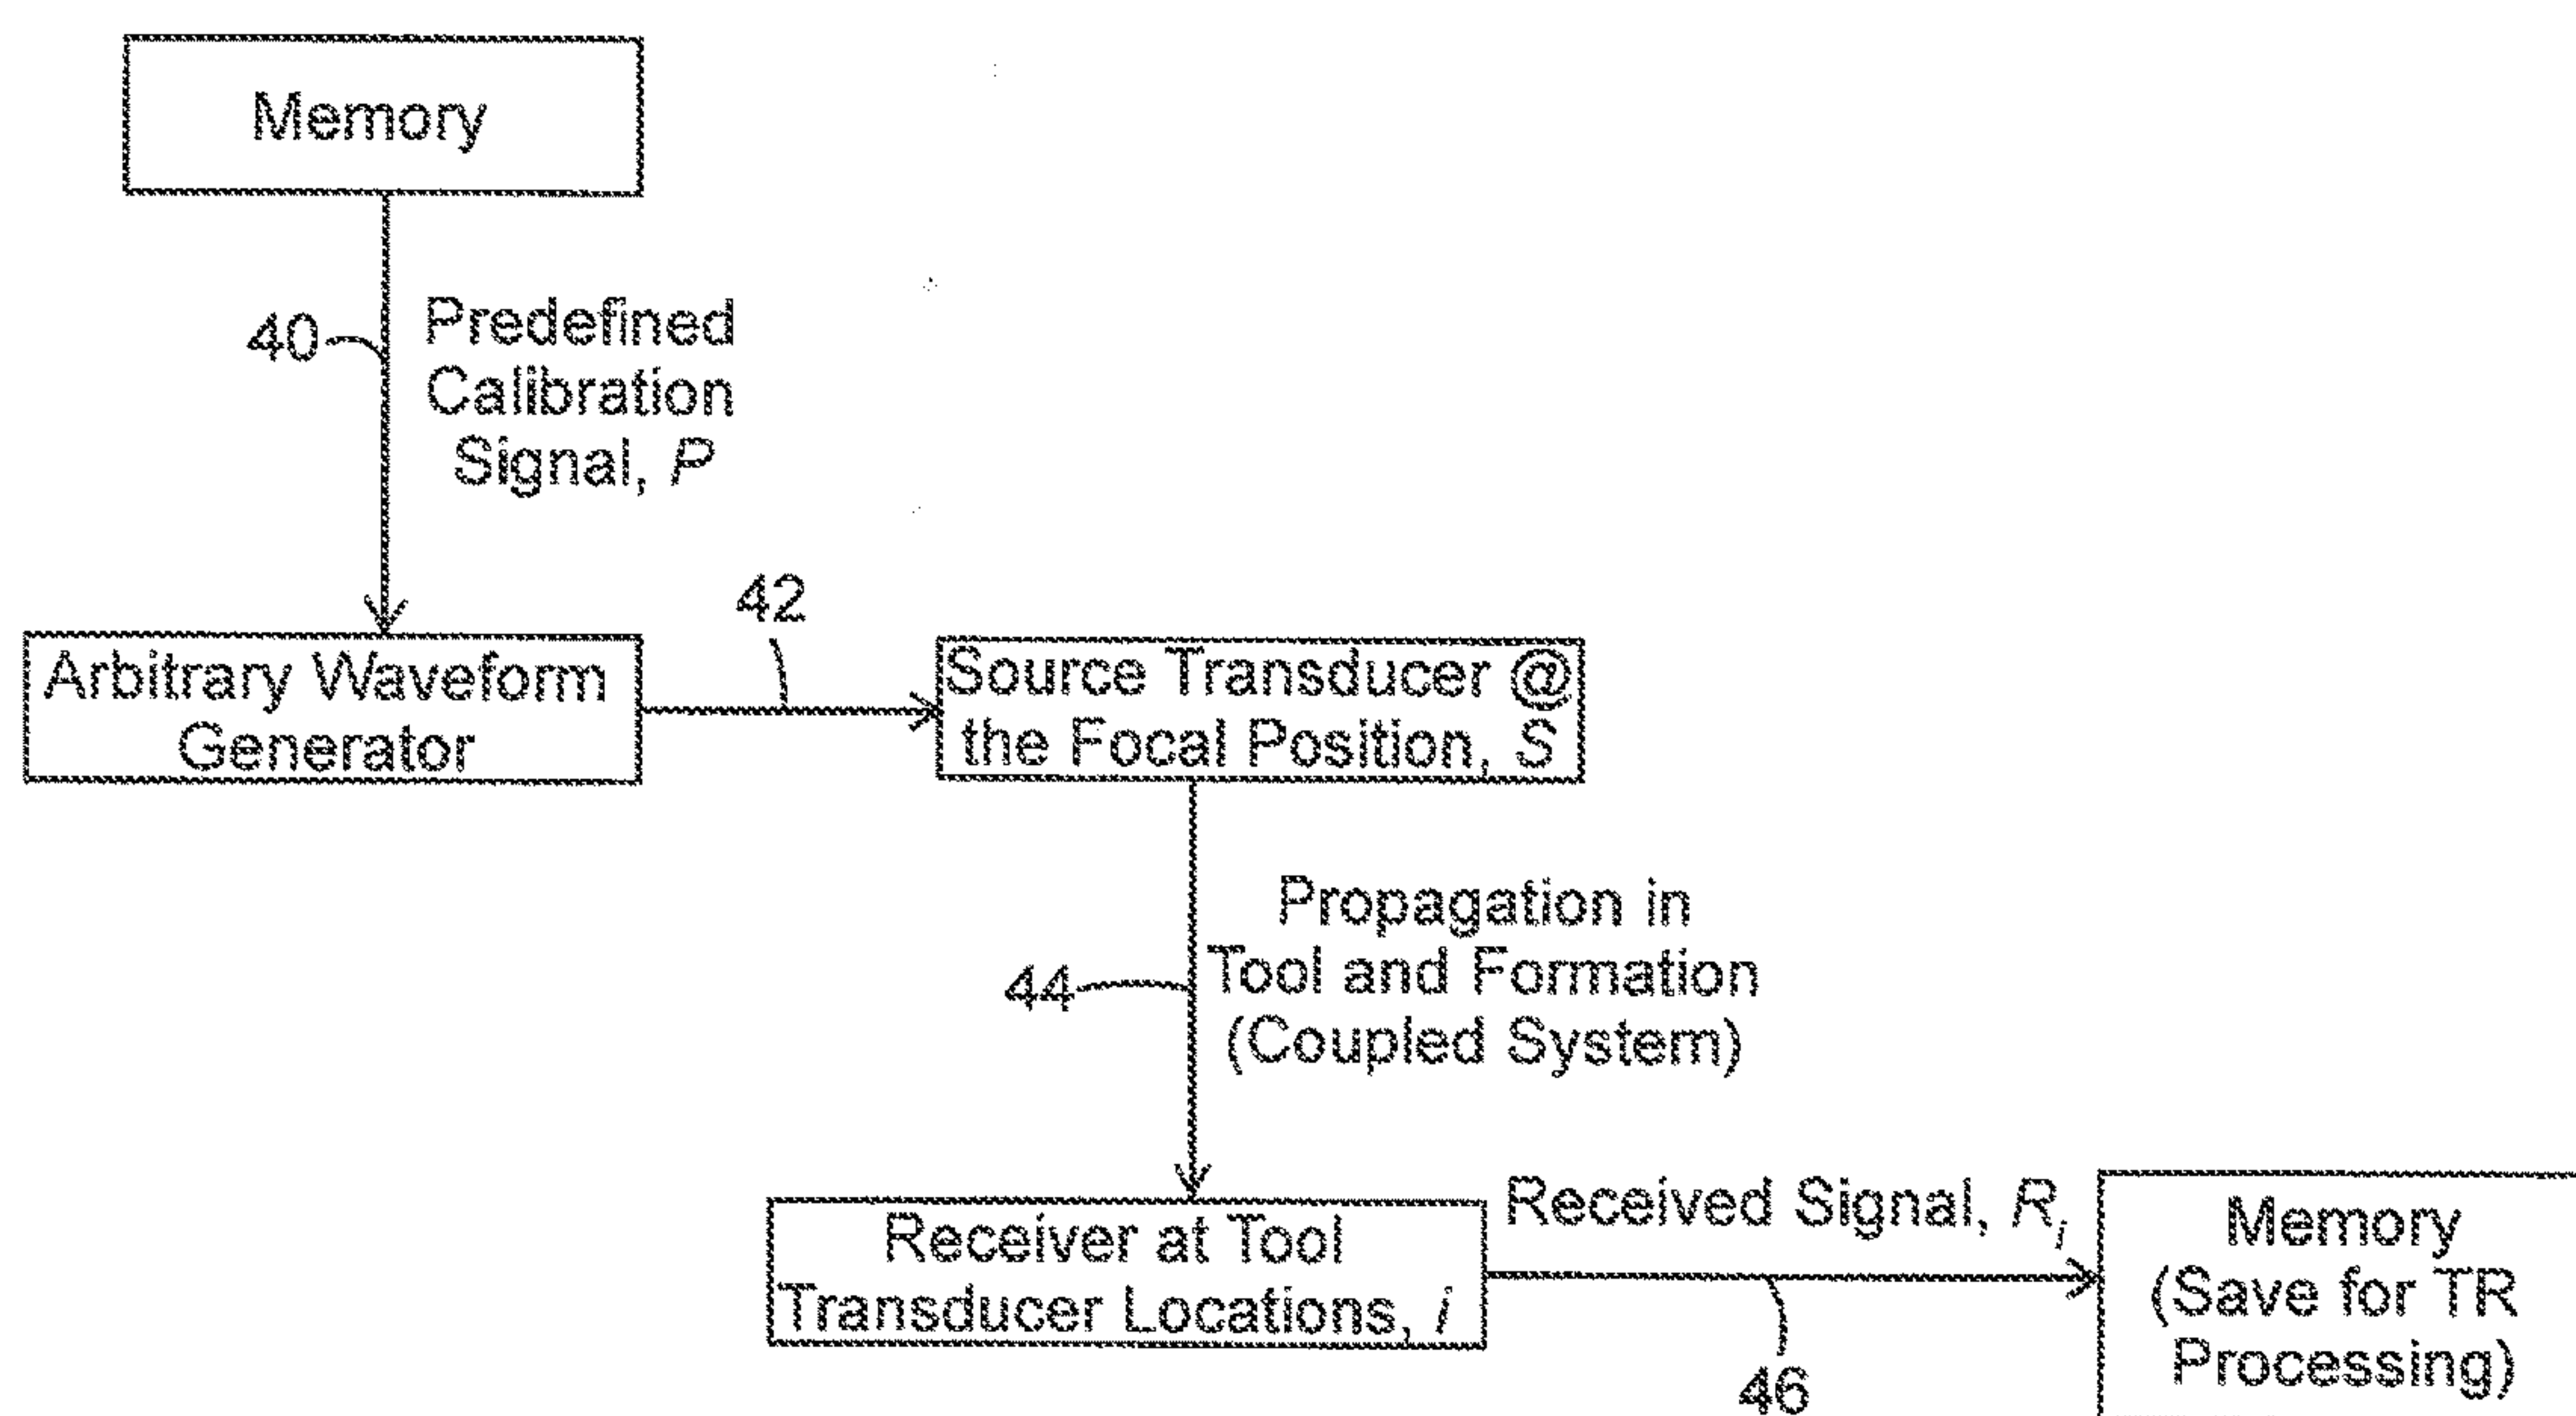 Memory
40
Predefined
Calibration
Signal, P
42
Arbitrary Waveform
Generator
Source Transducer @
the Focal Position, S
44
Propagation in
Tool and Formation
(Coupled System)
Receiver at Tool
Transducer Locations, i
Received Signal, Ri
46
Memory
(Save for TR
Processing)